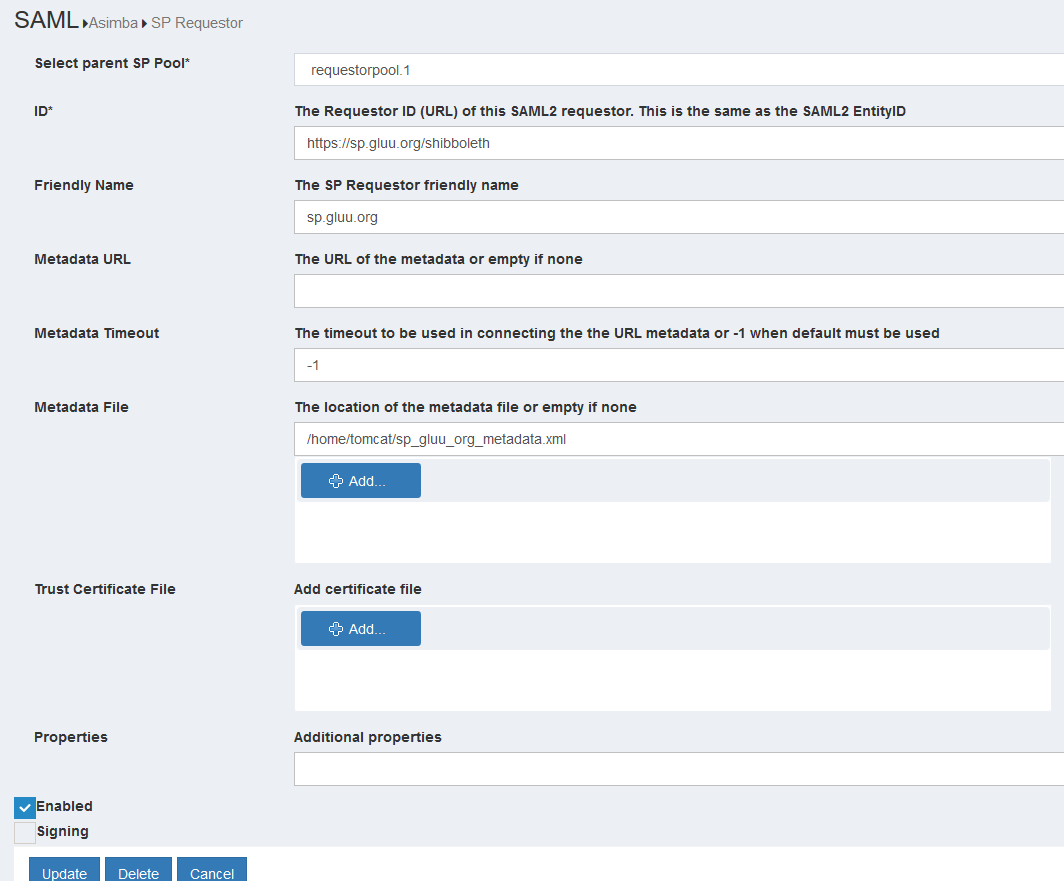 SAML Asimba SP Requestor
Select parent SP Pool*
requestorpool.1
ID*
The Requestor ID (URL) of this SAML2 requestor. This is the same as the SAML2 EntityID
https://sp.gluu.org/shibboleth
Friendly Name
The SP Requestor friendly name
sp.gluu.org
Metadata URL
The URL of the metadata or empty if none
Metadata Timeout
The timeout to be used in connecting the the URL metadata or -1 when default must be used
-1
Metadata File
The location of the metadata file or empty if none
/home/tomcat/sp_gluu_org_metadata.xml
Add...
Trust Certificate File
Add certificate file
Add...
Properties
Additional properties
Enabled
Signing
Update Delete Cancel